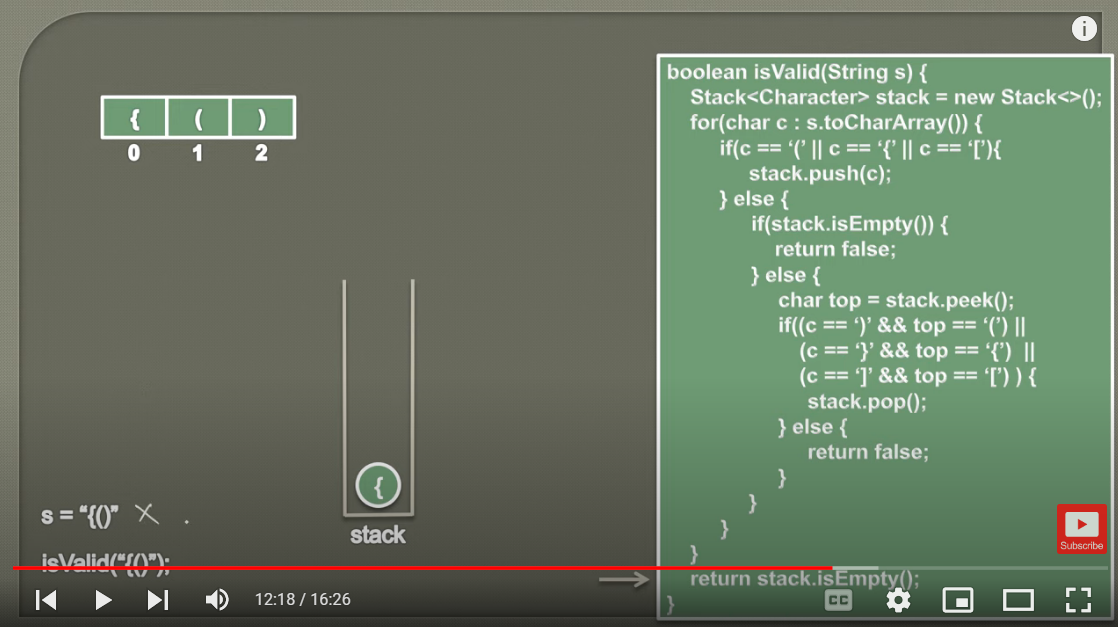 i
{ ( )
0 1 2
boolean isValid(String s) {
Stack<Character> stack = new Stack<>();
for(char c : s.toCharArray()) {
if(c == ‘(’ || c == ‘{’ || c == ‘[’){
stack.push(c);
} else {
if(stack.isEmpty()) {
return false;
} else {
char top = stack.peek();
if((c == ‘)’ && top == ‘(’) ||
(c == ‘}’ && top == ‘{’) ||
(c == ‘]’ && top == ‘[’) ) {
stack.pop();
} else {
return false;
}
}
}
}
return stack.isEmpty();
}
{
stack
s = “{()”
isValid(“{()”);
Subscribe
12:18 / 16:26
CC